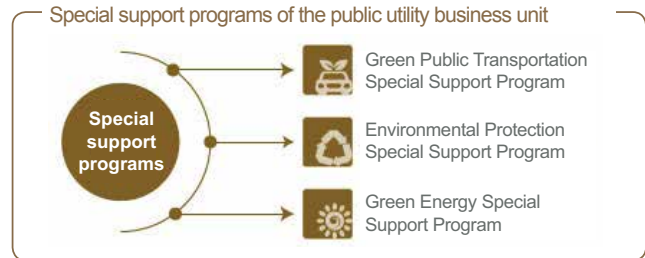 Special support programs of the public utility business unit
Special
support
programs
Green Public Transportation
Special Support Program
Environmental Protection
Special Support Program
Green Energy Special
Support Program